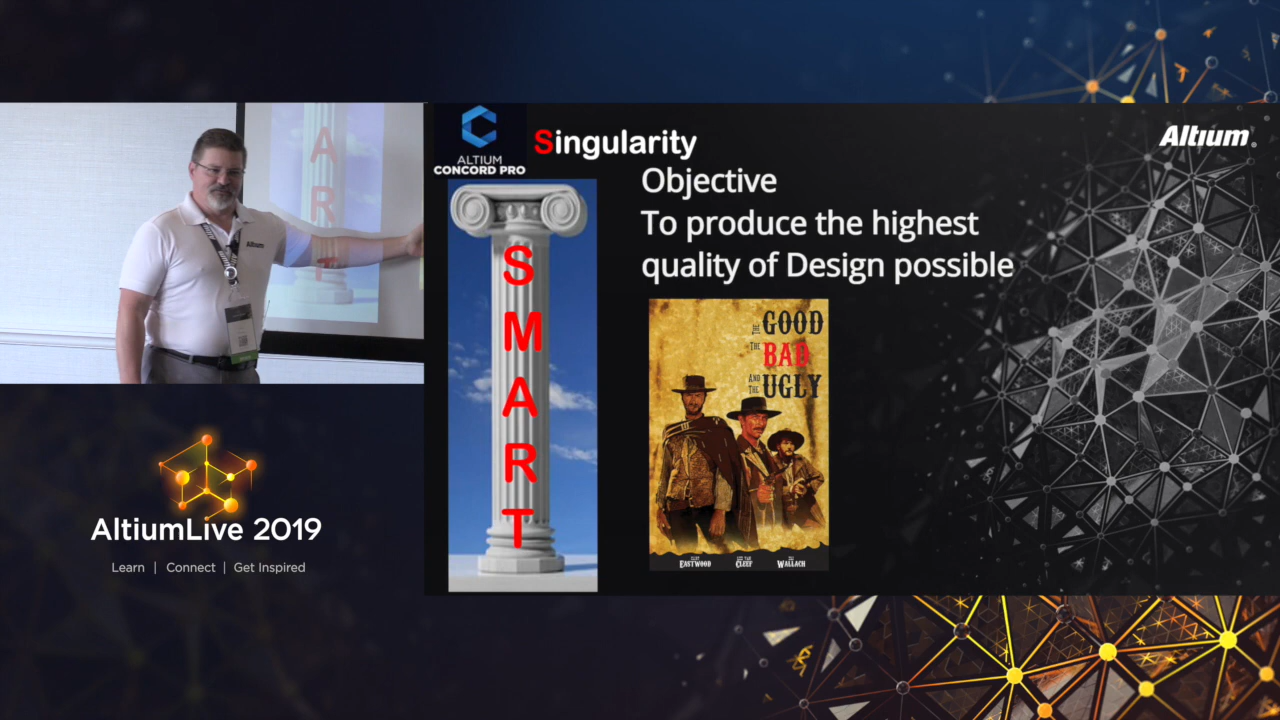 ALTIUM
CONCORD PRO
Singularity
Altium
Objective
To produce the highest
quality of Design possible
S
M
A
R
T
THE GOOD
THE BAD
AND THE UGLY
EASTWOOD
CLEEF
WALLACH
A
R
T
Altium
AltiumLive 2019
Learn | Connect | Get Inspired